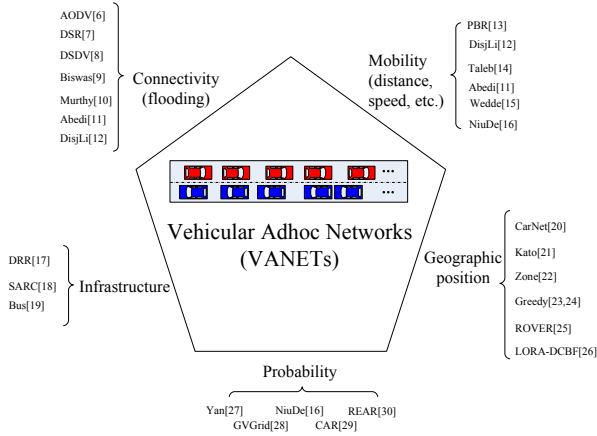 AODV[6]
DSR[7]
DSDV[8]
Biswas[9]
Murthy[10]
Abedi[11]
DisjLi[12]
Connectivity
(flooding)
Mobility
(distance,
speed, etc.)
PBR[13]
DisjLi[12]
Taleb[14]
Abedi[11]
Wedde[15]
NiuDe[16]
...
...
Vehicular Adhoc Networks
(VANETs)
DRR[17]
SARC[18]
Bus[19]
Infrastructure
Geographic
position
CarNet[20]
Kato[21]
Zone[22]
Greedy[23,24]
ROVER[25]
LORA-DCBF[26]
Probability
Yan[27] NiuDe[16] REAR[30]
GVGrid[28] CAR[29]